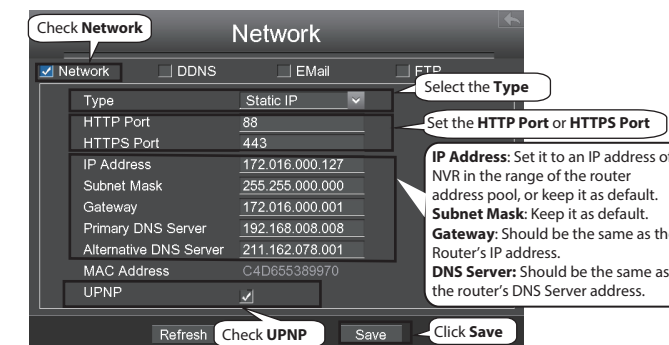 Check Network
Network
Network DDNS EMail FTP
Select the Type
Type Static IP
HTTP Port 88
Set the HTTP Port or HTTPS Port
HTTPS Port 443
IP Address 172.016.000.127
Subnet Mask 255.255.000.000
Gateway 172.016.000.001
Primary DNS Server 192.168.008.008
Alternative DNS Server 211.162.078.001
MAC Address C4D655389970
UPNP
IP Address: Set it to an IP address of
NVR in the range of the router
address pool, or keep it as default.
Subnet Mask: Keep it as default.
Gateway: Should be the same as the
Router's IP address.
DNS Server: Should be the same as
the router's DNS Server address.
Refresh Check UPNP Save Click Save